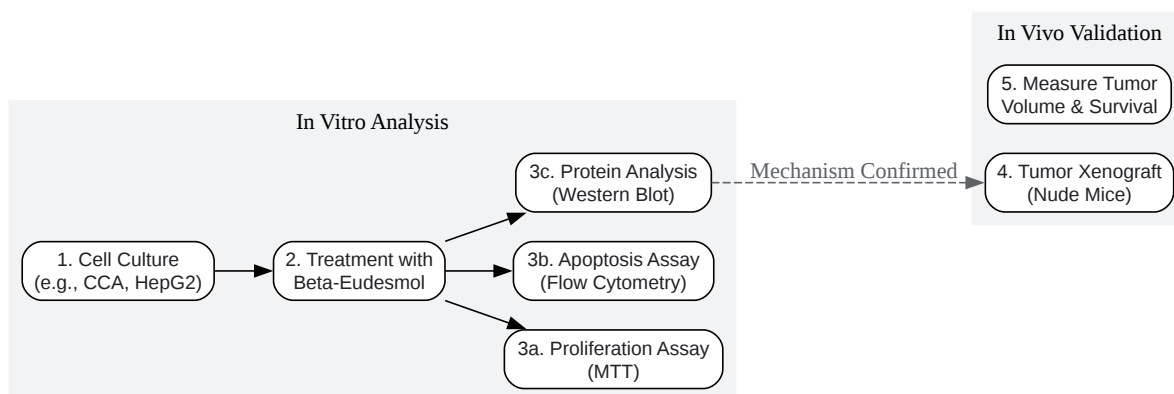 In Vitro Analysis
1. Cell Culture
(e.g., CCA, HepG2)
2. Treatment with
Beta-Eudesmol
3c. Protein Analysis
(Western Blot)
3b. Apoptosis Assay
(Flow Cytometry)
3a. Proliferation Assay
(MTT)
Mechanism Confirmed
In Vivo Validation
5. Measure Tumor
Volume & Survival
4. Tumor Xenograft
(Nude Mice)